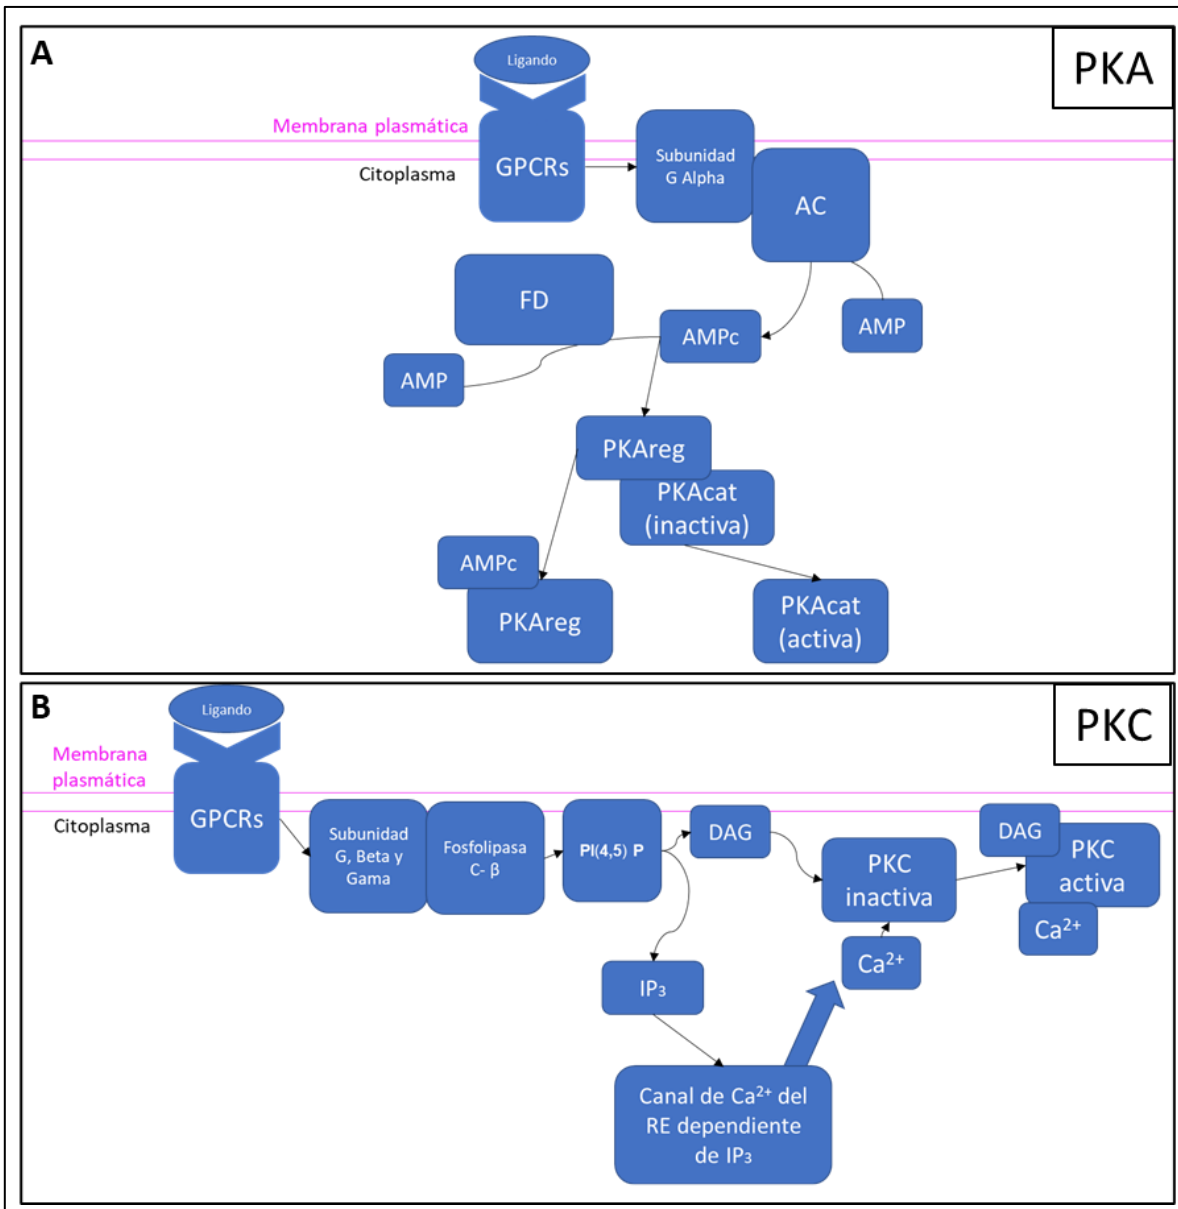 A
PKA
Ligando
Membrana plasmática
Citoplasma
GPCRs
Subunidad
G Alpha
AC
FD
AMPc
AMP
AMP
PKAreg
PKAcat
(inactiva)
AMPc
PKAreg
PKAcat
(activa)
B
PKC
Ligando
Membrana
plasmática
Citoplasma
GPCRs
Subunidad
G, Beta y
Gama
Fosfolipasa
C- β
PI(4,5) P
DAG
PKC
inactiva
DAG
PKC
activa
Ca²⁺
Ca²⁺
IP₃
Canal de Ca²⁺ del
RE dependiente
de IP₃